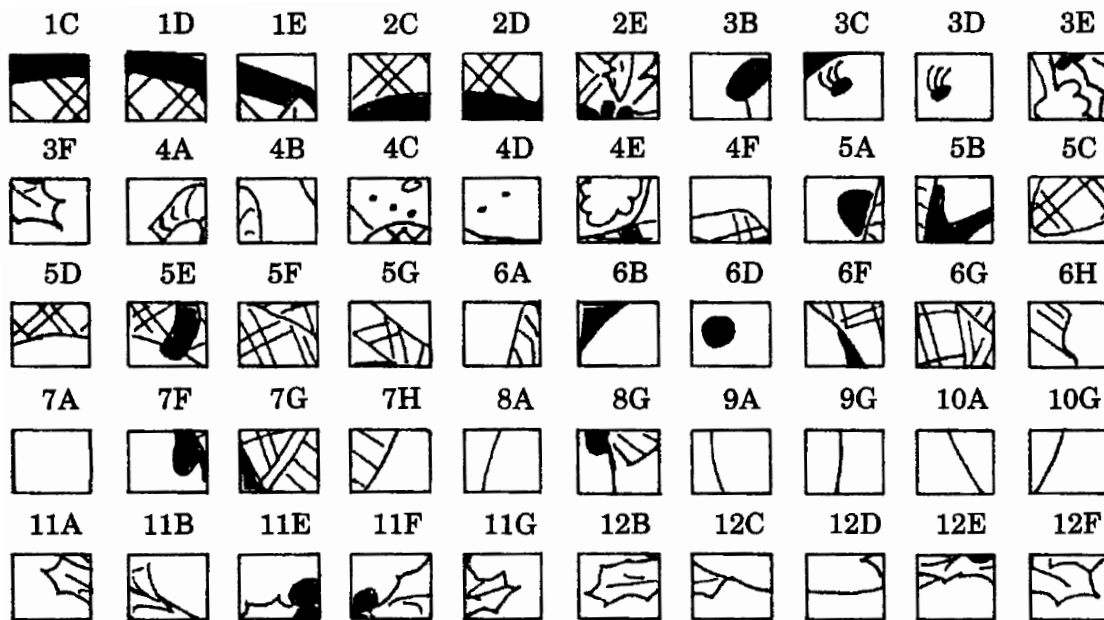 1C 1D 1E 2C 2D 2E 3B 3C 3D 3E
3F 4A 4B 4C 4D 4E 4F 5A 5B 5C
5D 5E 5F 5G 6A 6B 6D 6F 6G 6H
7A 7F 7G 7H 8A 8G 9A 9G 10A 10G
11A 11B 11E 11F 11G 12B 12C 12D 12E 12F